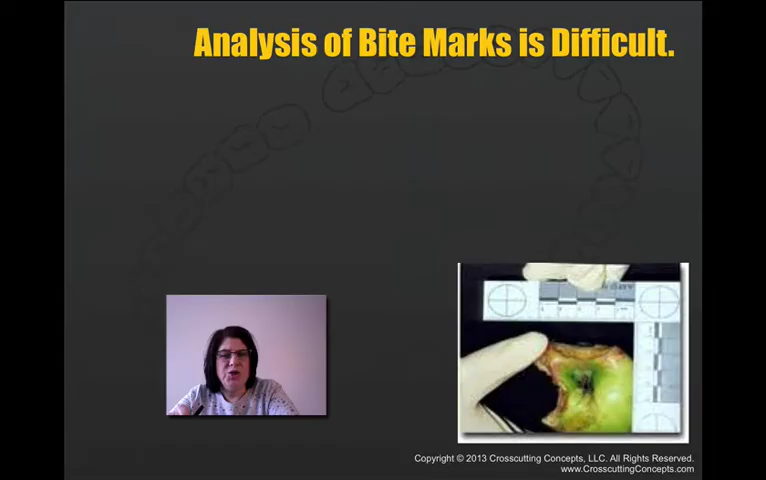 Analysis of Bite Marks is Difficult.
Copyright © 2013 Crosscutting Concepts, LLC. All Rights Reserved.
www.CrosscuttingConcepts.com